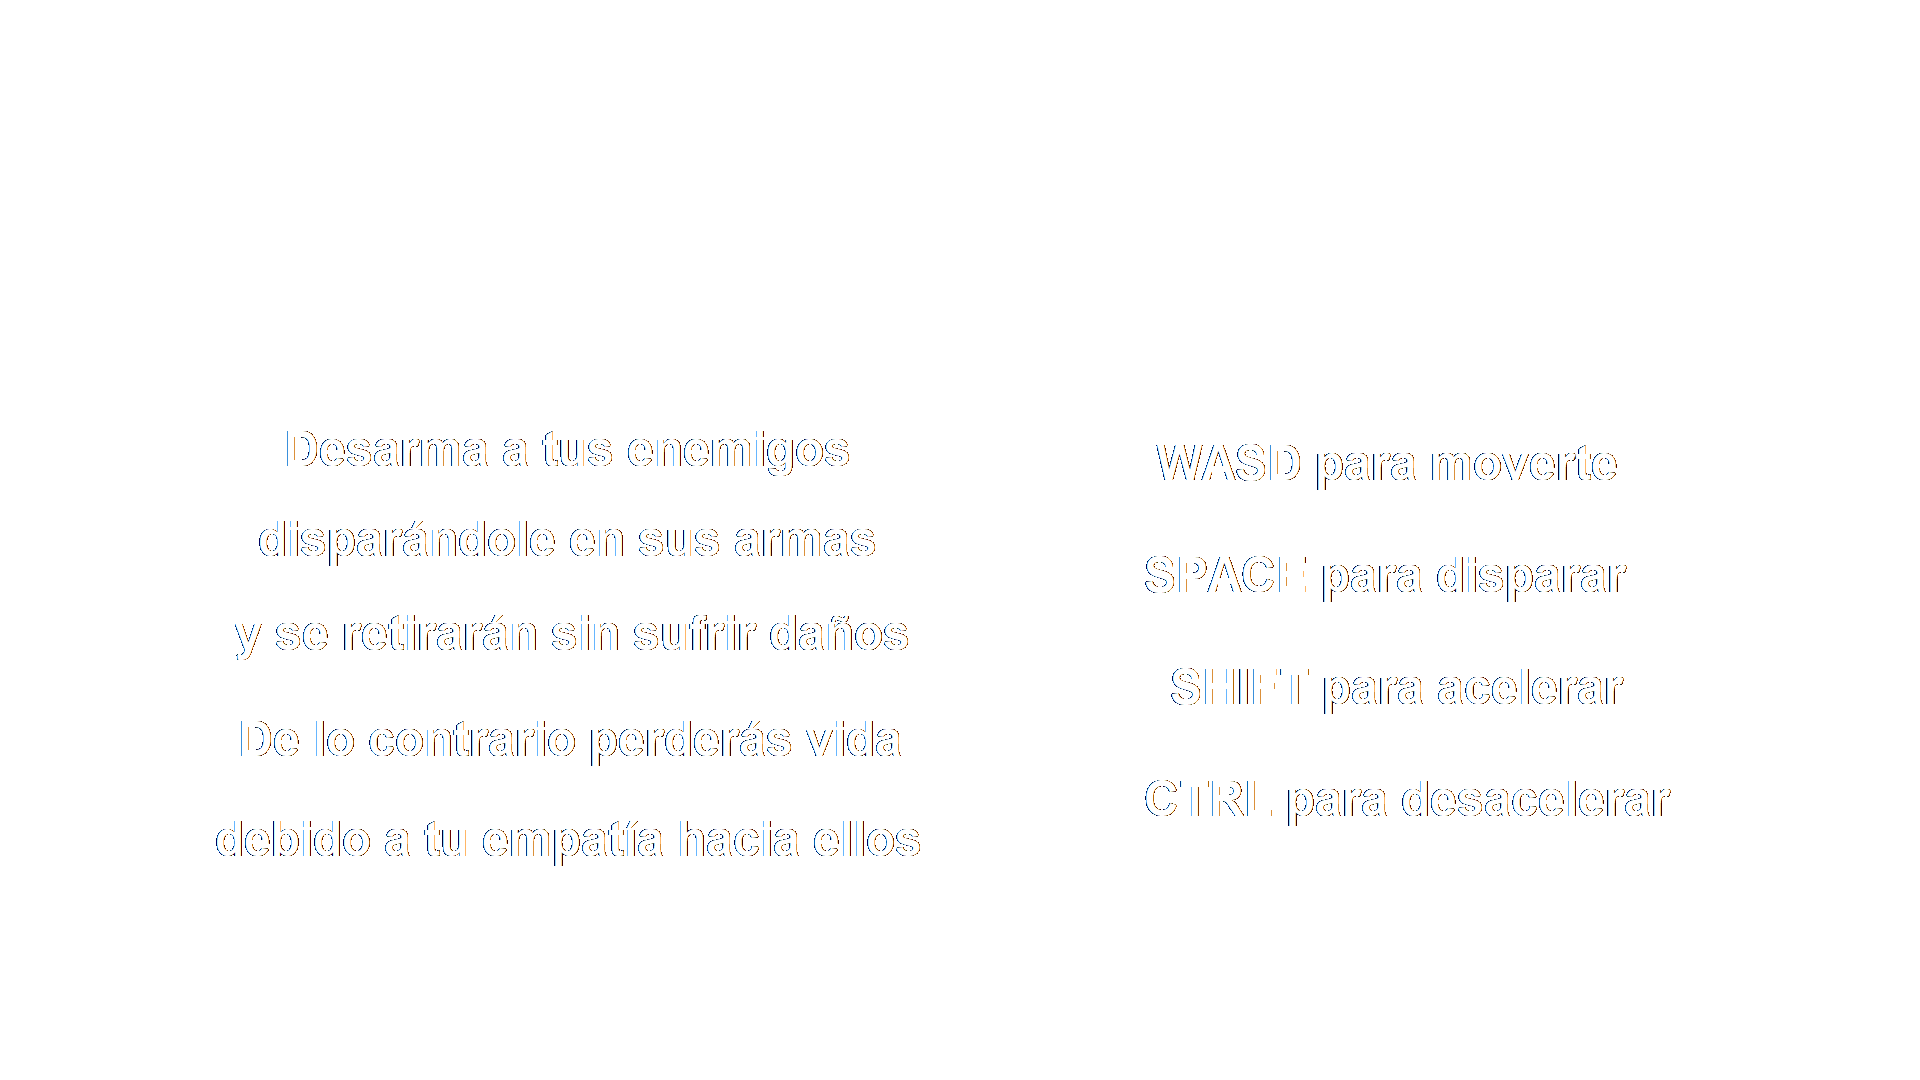 Desarma a tus enemigos
disparándole en sus armas
y se retirarán sin sufrir daños
De lo contrario perderás vida
debido a tu empatía hacia ellos
WASD para moverte
SPACE para disparar
SHIFT para acelerar
CTRL para desacelerar